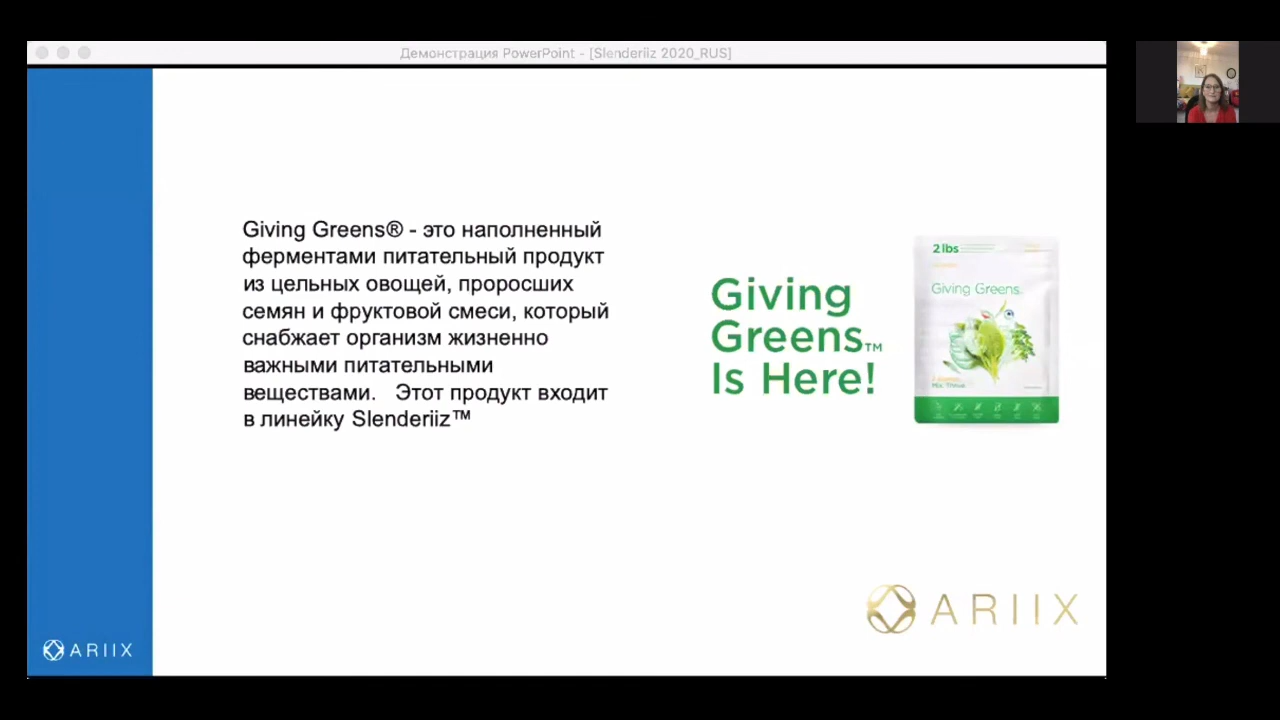 Демонстрация PowerPoint - [Slenderiiz 2020_RUS]
Giving Greens® - это наполненный
ферментами питательный продукт
из цельных овощей, проросших
семян и фруктовой смеси, который
снабжает организм жизненно
важными питательными
веществами. Этот продукт входит
в линейку Slenderiiz™
Giving
Greens™
Is Here!
2 lbs
Giving Greens
ARIIX
ARIIX